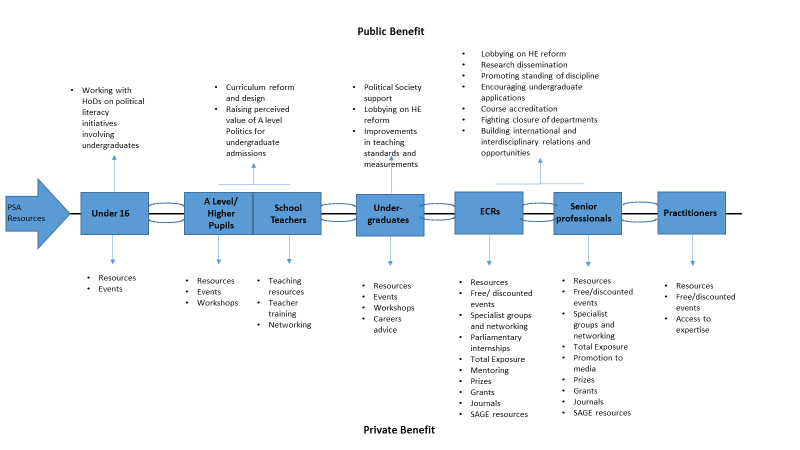 Public Benefit
• Working with
HoDs on political
literacy
initiatives
involving
undergraduates
• Curriculum reform
and design
• Raising perceived
value of A level
Politics for
undergraduate
admissions
• Political Society
support
• Lobbying on HE
reform
• Improvements
in teaching
standards and
measurements
• Lobbying on HE reform
• Research dissemination
• Promoting standing of discipline
• Encouraging undergraduate
applications
• Course accreditation
• Fighting closure of departments
• Building international and
interdisciplinary relations and
opportunities
PSA
Resources
Under 16
A Level/
Higher
Pupils
School
Teachers
Under-
graduates
ECRs
Senior
professionals
Practitioners
• Resources
• Events
• Resources
• Events
• Workshops
• Teaching
resources
• Teacher
training
• Networking
• Resources
• Events
• Workshops
• Careers
advice
• Resources
• Free/ discounted
events
• Specialist groups
and networking
• Parliamentary
internships
• Total Exposure
• Mentoring
• Prizes
• Grants
• Journals
• SAGE resources
• Resources
• Free/discounted
events
• Specialist
groups and
networking
• Total Exposure
• Promotion to
media
• Prizes
• Grants
• Journals
• SAGE resources
• Resources
• Free/discounted
events
• Access to
expertise
Private Benefit